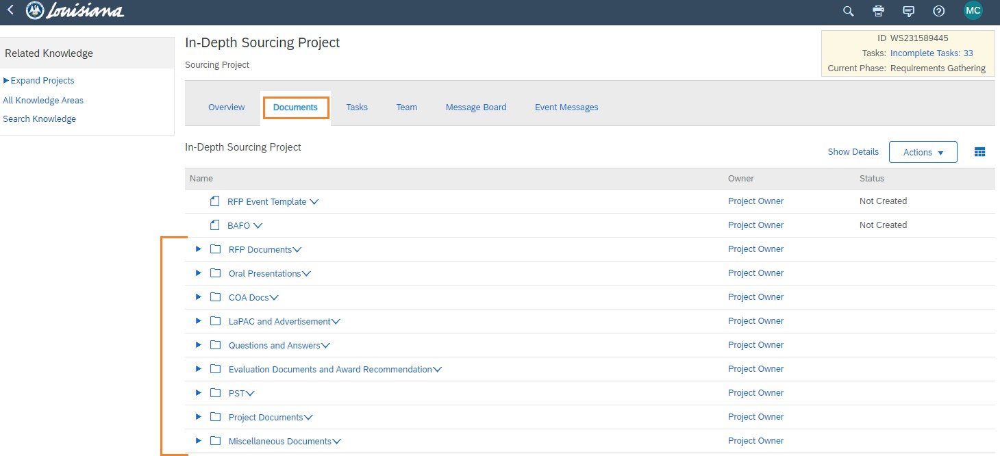 Louisiana
MC
Related Knowledge
Expand Projects
All Knowledge Areas
Search Knowledge
In-Depth Sourcing Project
Sourcing Project
ID WS231589445
Tasks: Incomplete Tasks: 33
Current Phase: Requirements Gathering
Overview Documents Tasks Team Message Board Event Messages
In-Depth Sourcing Project
Show Details Actions
Name Owner Status
RFP Event Template Project Owner Not Created
BAFO Project Owner Not Created
RFP Documents Project Owner
Oral Presentations Project Owner
COA Docs Project Owner
LaPAC and Advertisement Project Owner
Questions and Answers Project Owner
Evaluation Documents and Award Recommendation Project Owner
PST Project Owner
Project Documents Project Owner
Miscellaneous Documents Project Owner